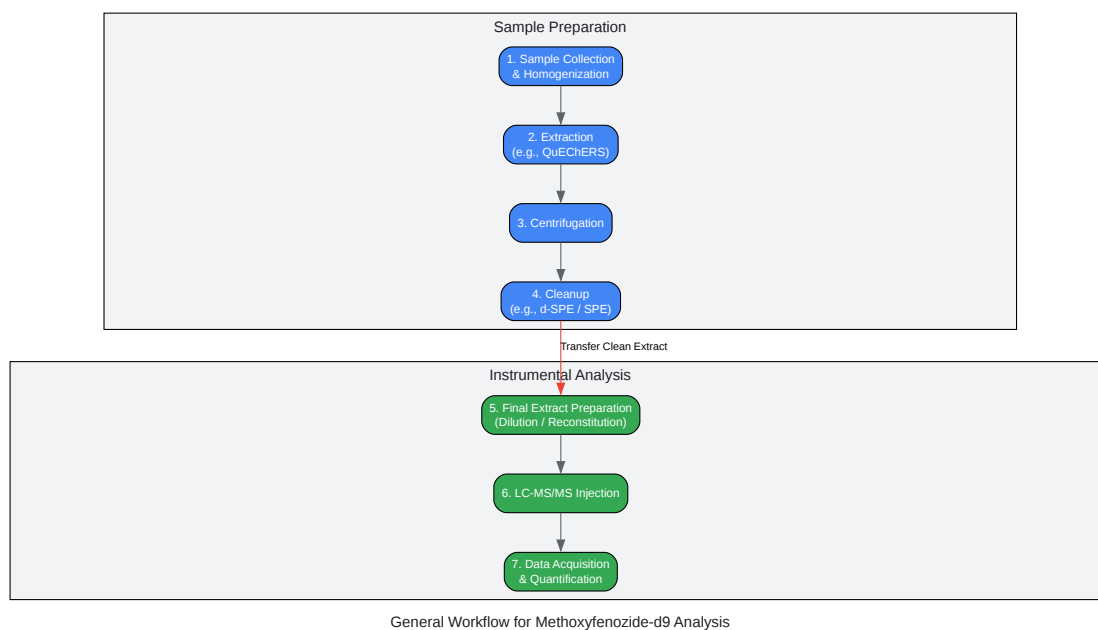 Sample Preparation
1. Sample Collection
& Homogenization
2. Extraction
(e.g., QuEChERS)
3. Centrifugation
4. Cleanup
(e.g., d-SPE / SPE)
Transfer Clean Extract
Instrumental Analysis
5. Final Extract Preparation
(Dilution / Reconstitution)
6. LC-MS/MS Injection
7. Data Acquisition
& Quantification
General Workflow for Methoxyfenozide-d9 Analysis